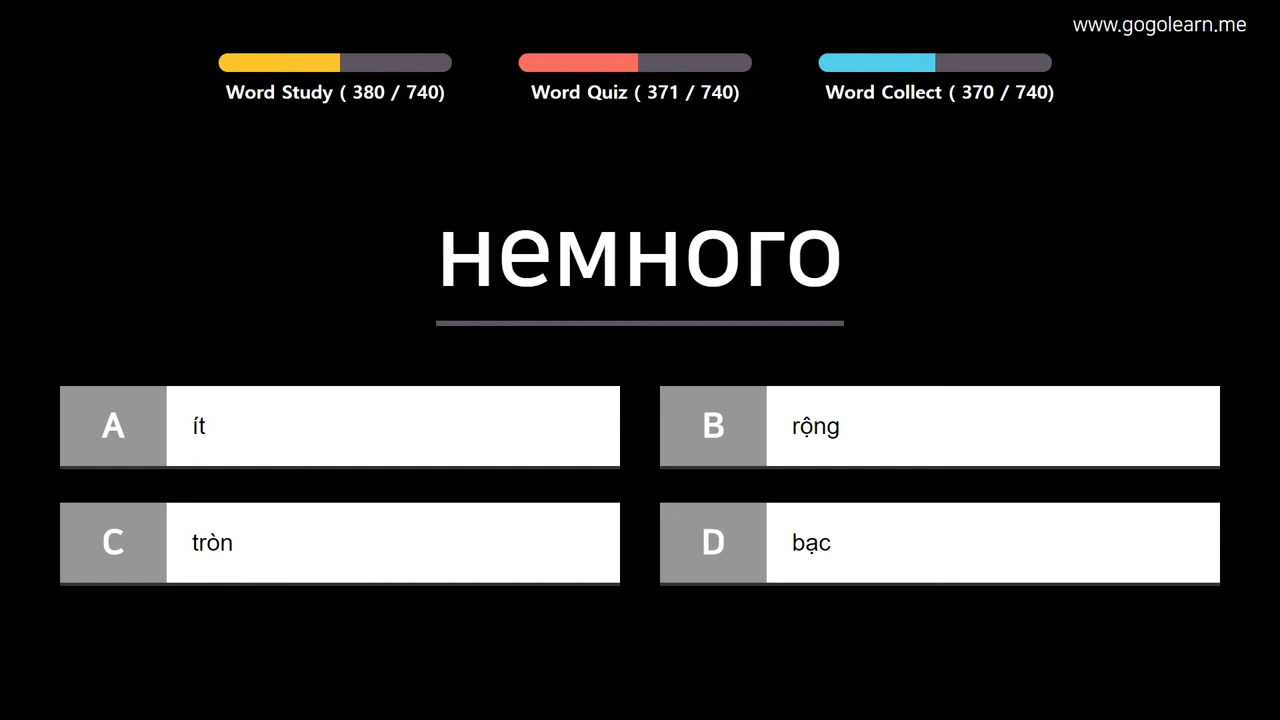 www.gogolearn.me
Word Study ( 380 / 740)
Word Quiz ( 371 / 740)
Word Collect ( 370 / 740)
немного
A ít
B rộng
C tròn
D bạc